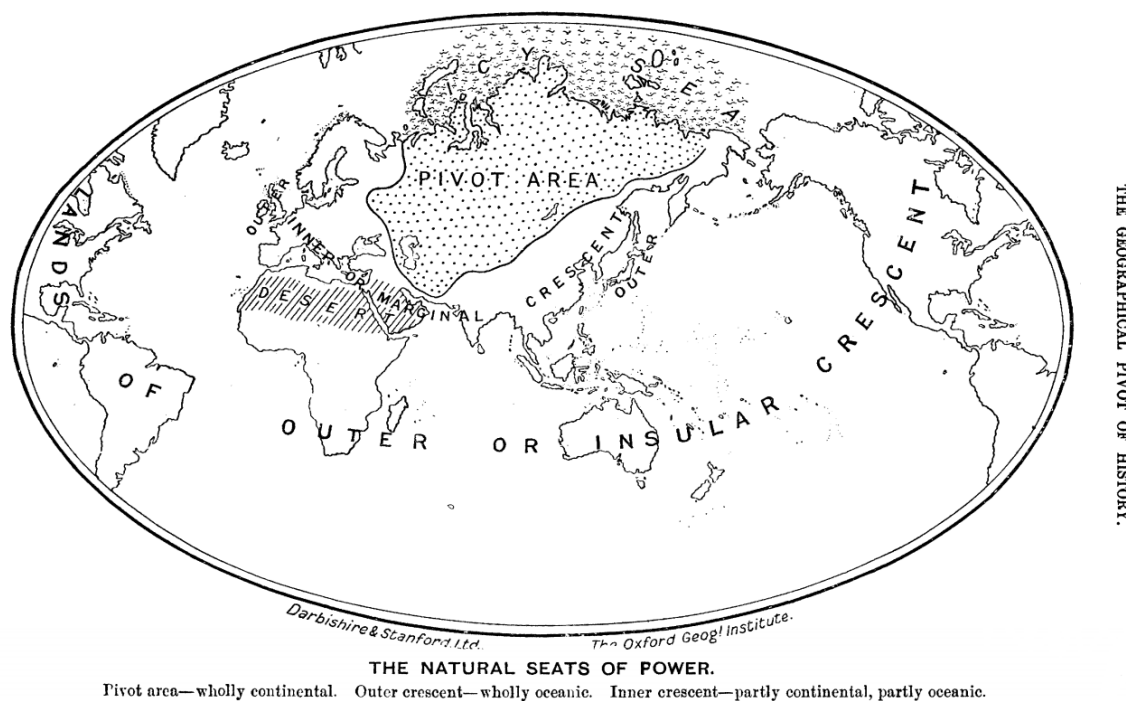 ICY SEA
PIVOT AREA
LANDS
OF
OUTER OR INSULAR CRESCENT
OUTER
INNER OR MARGINAL
CRESCENT
OUTER
DESERT
THE GEOGRAPHICAL PIVOT OF HISTORY.
Darbishire & Stanford, Ltd.
The Oxford Geog! Institute.
THE NATURAL SEATS OF POWER.
Pivot area—wholly continental. Outer crescent—wholly oceanic. Inner crescent—partly continental, partly oceanic.